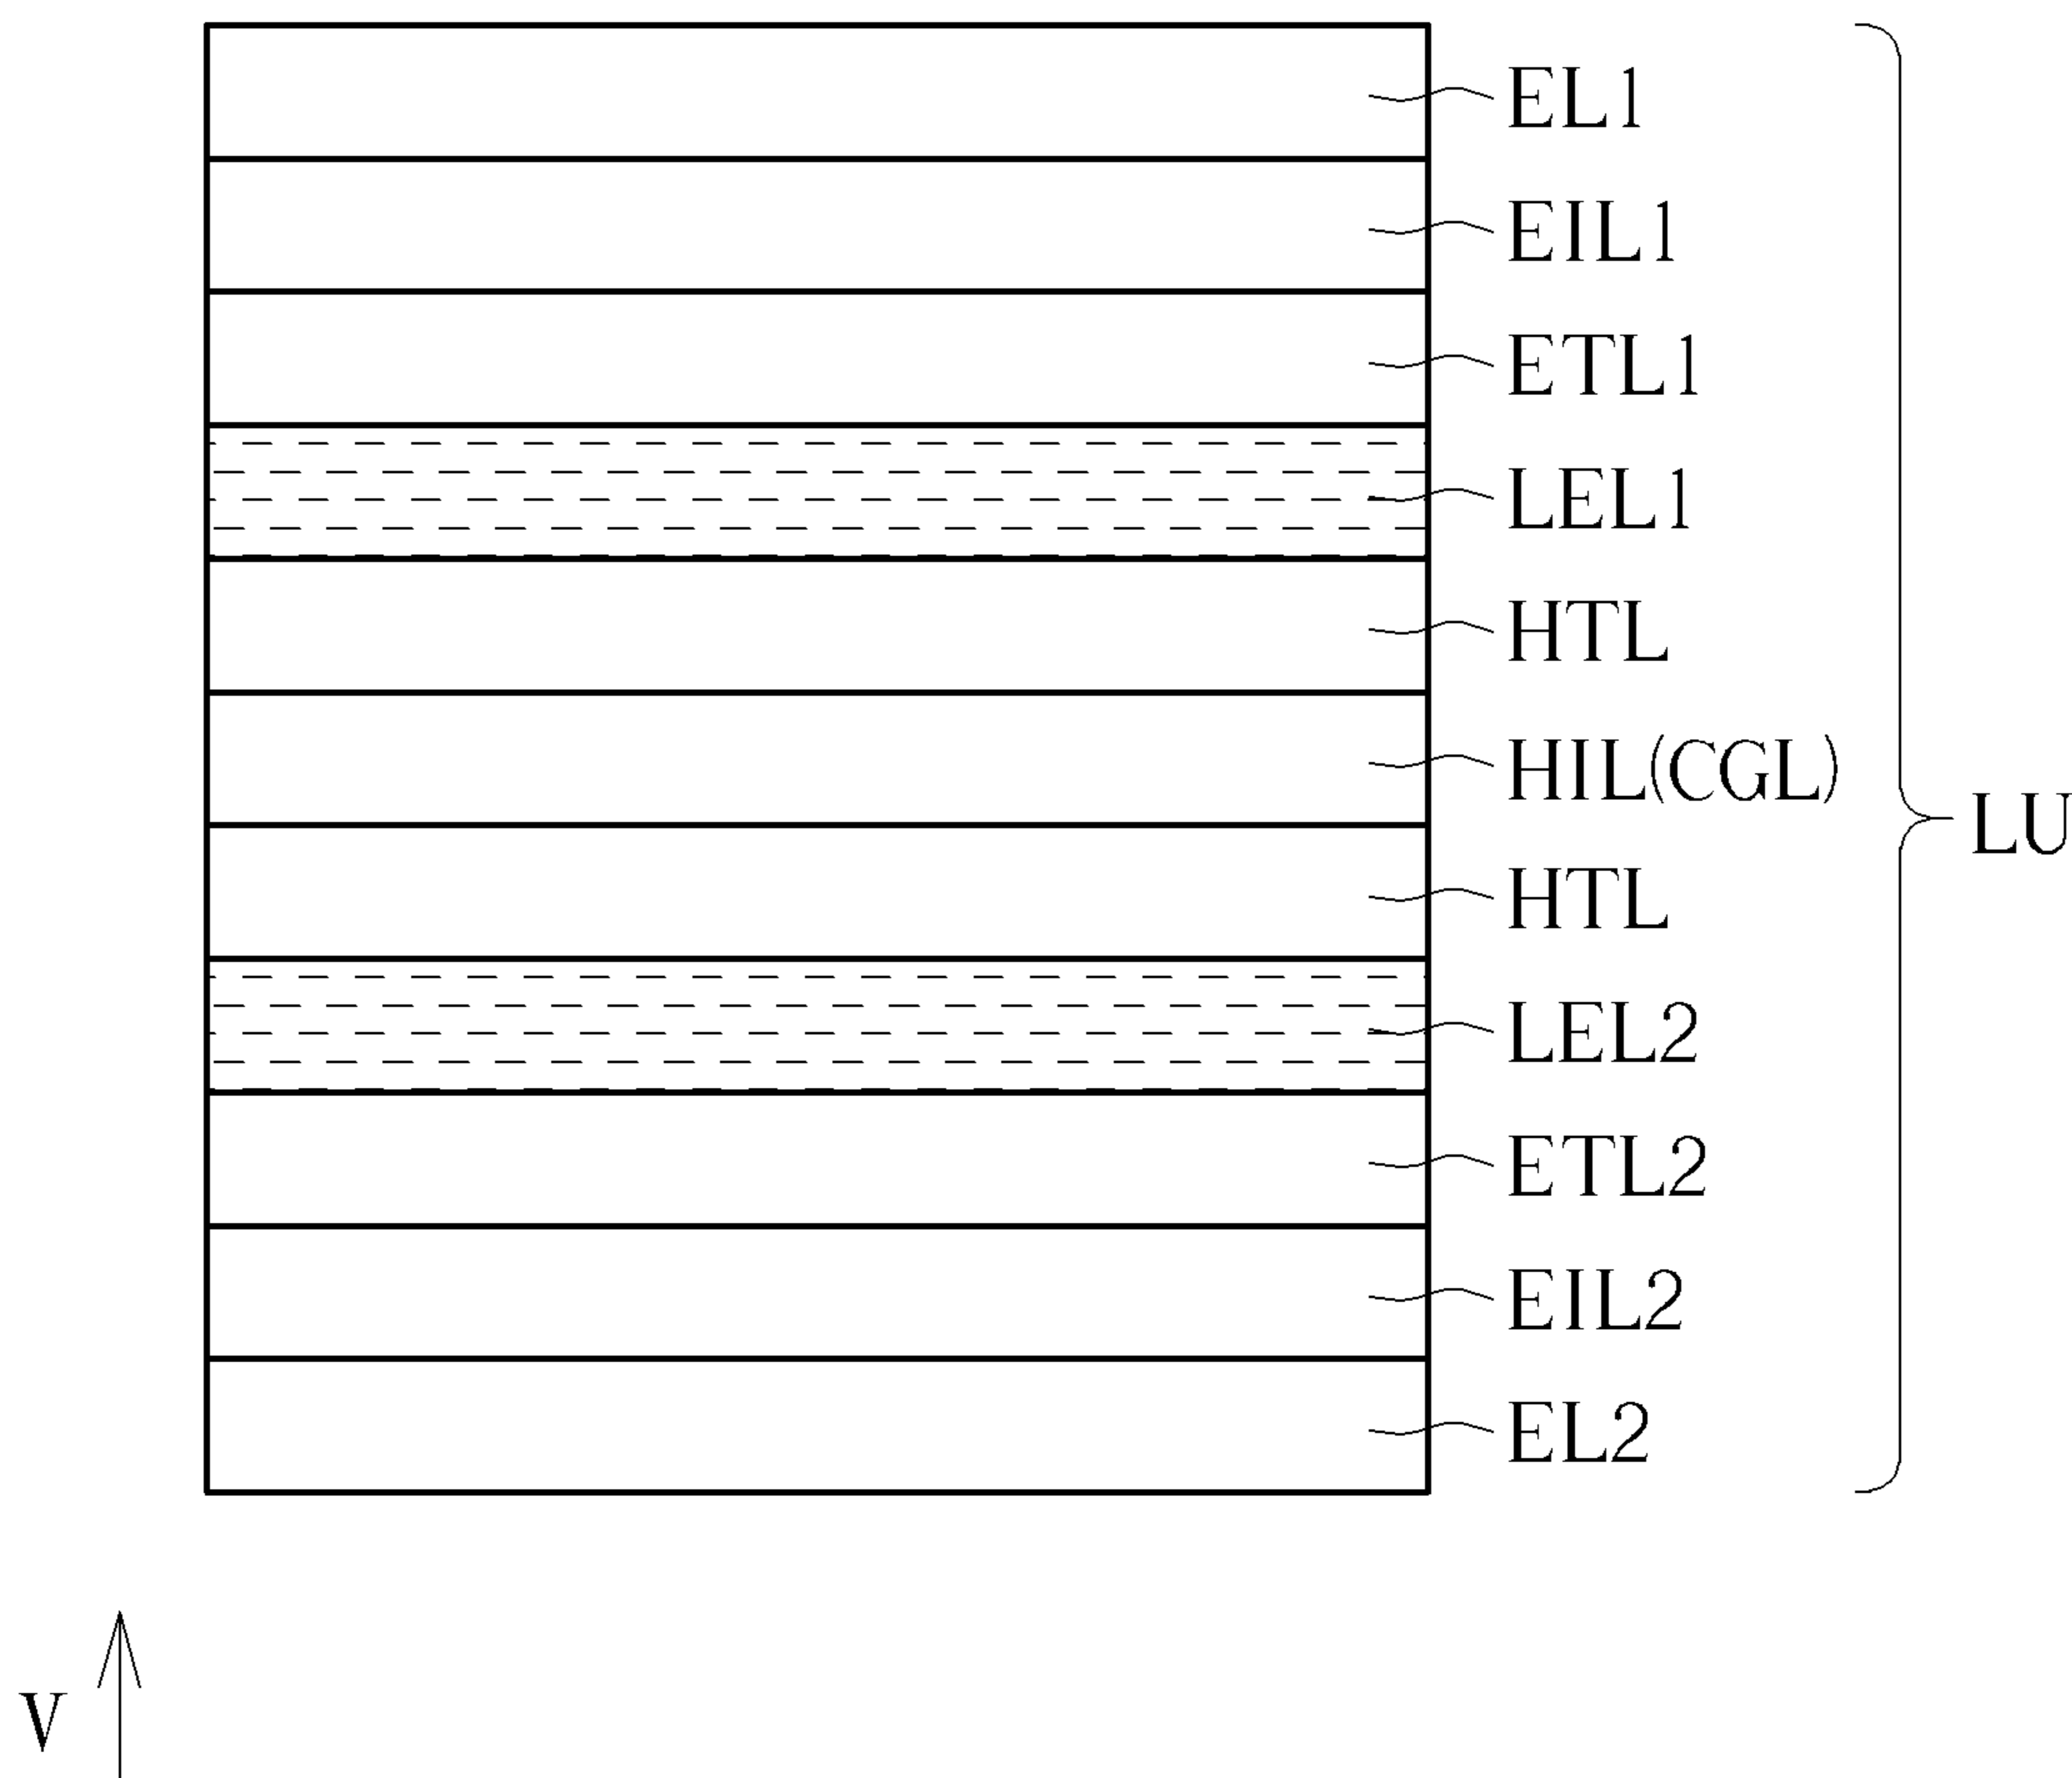 EL1
EIL1
ETL1
LEL1
HTL
HIL(CGL)
LU
HTL
LEL2
ETL2
EIL2
EL2
V